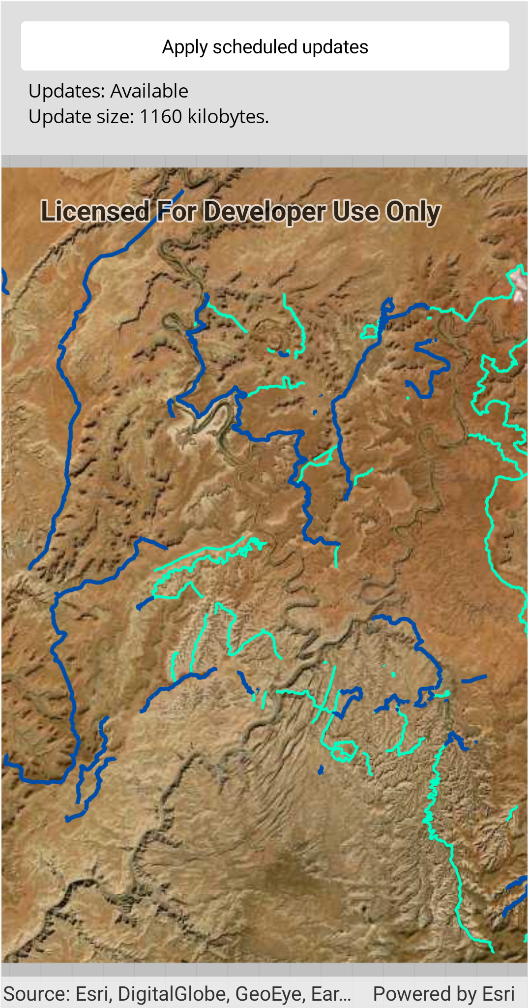 Apply scheduled updates
Updates: Available
Update size: 1160 kilobytes.
Licensed For Developer Use Only
Source: Esri, DigitalGlobe, GeoEye, Ear... Powered by Esri